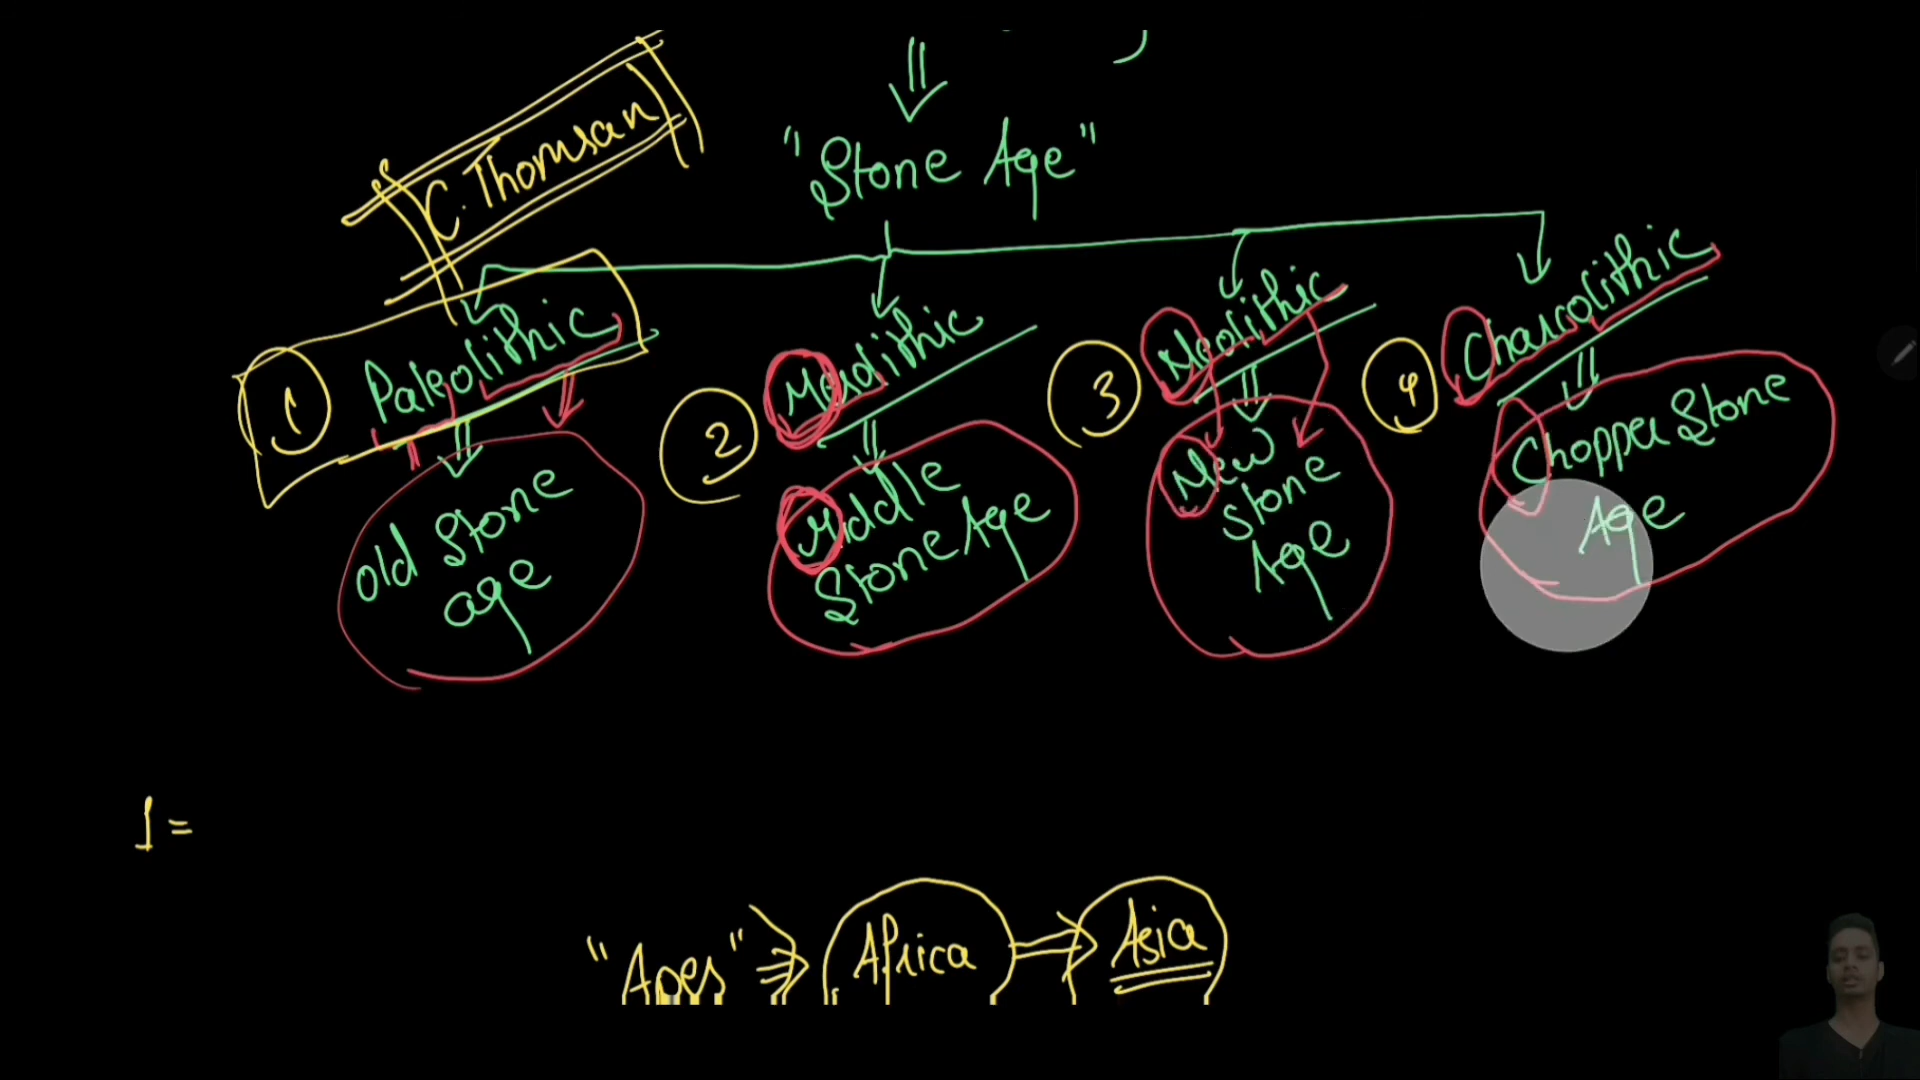 C. Thomsan
"Stone Age"
1 Paleolithic
old Stone
age
2 Mesolithic
Middle
Stone Age
3 Neolithic
New
Stone
Age
4 Chascolithic
Chopper Stone
Age
1 =
"Apes" Africa Asia